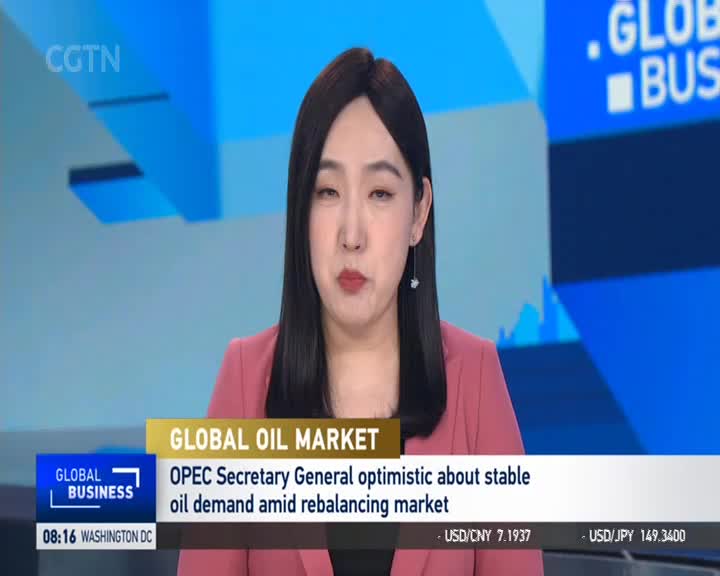 CGTN
.GLOB
BUS
GLOBAL OIL MARKET
GLOBAL
BUSINESS
OPEC Secretary General optimistic about stable
oil demand amid rebalancing market
08:16 WASHINGTON DC
- USD/CNY 7.1937
- USD/JPY 149.3400